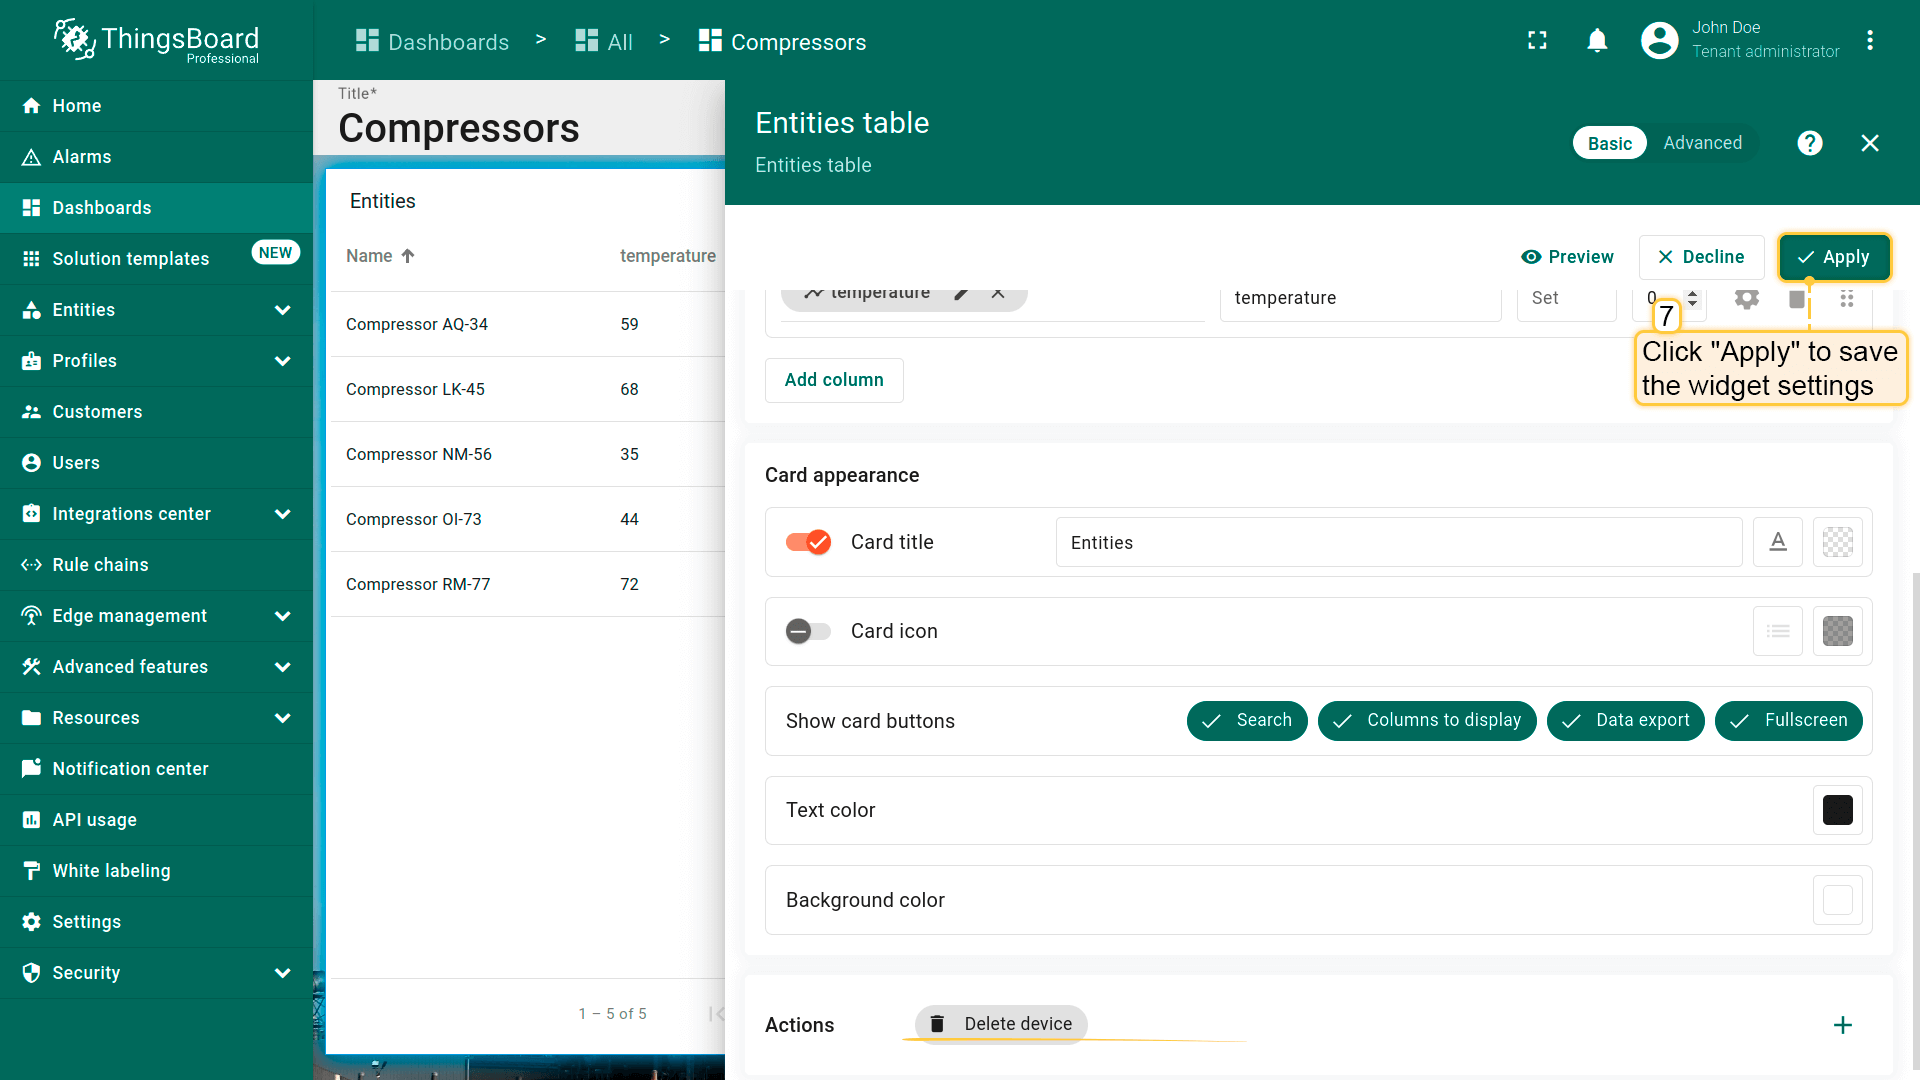 ThingsBoard
Professional
Dashboards > All > Compressors
John Doe
Tenant administrator
Home
Alarms
Dashboards
Solution templates NEW
Entities
Profiles
Customers
Users
Integrations center
Rule chains
Edge management
Advanced features
Resources
Notification center
API usage
White labeling
Settings
Security
Title*
Compressors
Entities
Name temperature
Compressor AQ-34 59
Compressor LK-45 68
Compressor NM-56 35
Compressor OI-73 44
Compressor RM-77 72
1 – 5 of 5
Entities table
Entities table
Basic Advanced
Preview Decline Apply
temperature temperature Set 0
7
Click "Apply" to save
the widget settings
Add column
Card appearance
Card title Entities
Card icon
Show card buttons Search Columns to display Data export Fullscreen
Text color
Background color
Actions Delete device